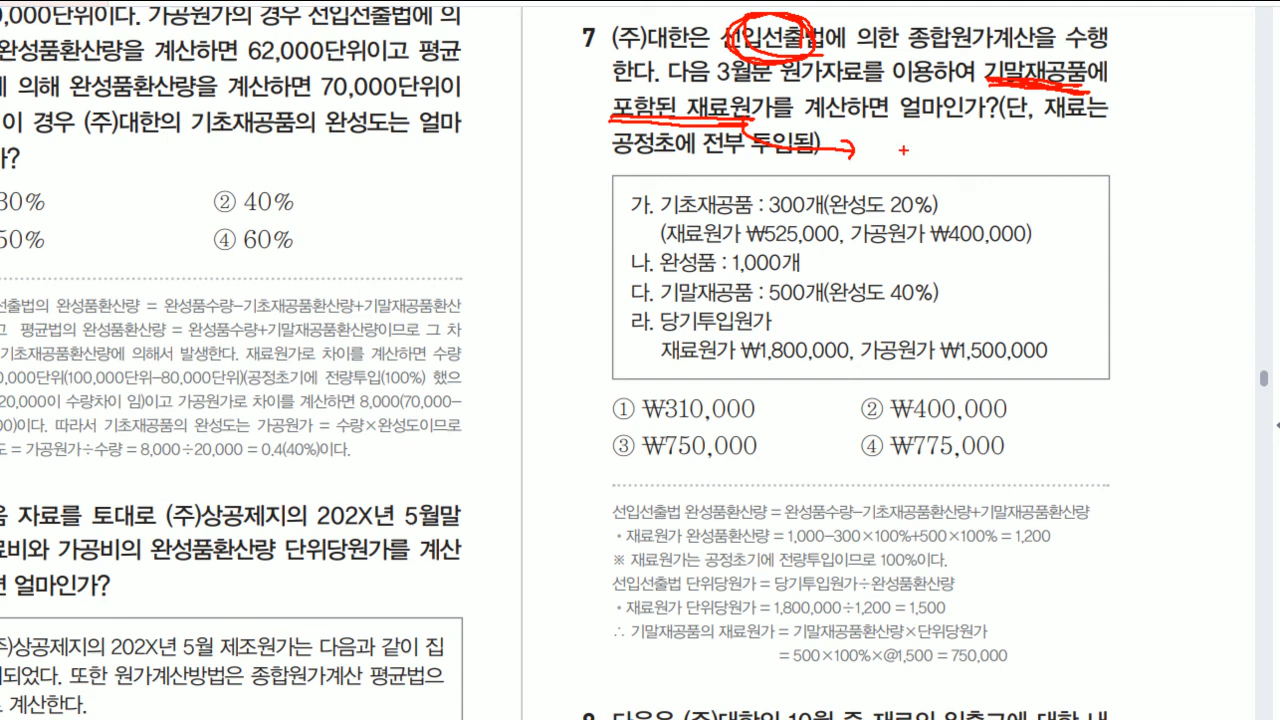 0,000단위이다. 가공원가의 경우 선입선출법에 의
완성품환산량을 계산하면 62,000단위이고 평균
에 의해 완성품환산량을 계산하면 70,000단위이
이 경우 (주)대한의 기초재공품의 완성도는 얼마
가?
30%
② 40%
50%
④ 60%
선출법의 완성품환산량 = 완성품수량-기초재공품환산량+기말재공품환산
고 평균법의 완성품환산량 = 완성품수량+기말재공품환산량이므로 그 차
기초재공품환산량에 의해서 발생한다. 재료원가로 차이를 계산하면 수량
0,000단위(100,000단위-80,000단위)(공정초기에 전량투입(100%) 했으
20,000이 수량차이 임)이고 가공원가로 차이를 계산하면 8,000(70,000-
00)이다. 따라서 기초재공품의 완성도는 가공원가 = 수량×완성도이므로
도 = 가공원가÷수량 = 8,000÷20,000 = 0.4(40%)이다.
음 자료를 토대로 (주)상공제지의 202X년 5월말
료비와 가공비의 완성품환산량 단위당원가를 계산
면 얼마인가?
주)상공제지의 202X년 5월 제조원가는 다음과 같이 집
되었다. 또한 원가계산방법은 종합원가계산 평균법으
계산한다.
7 (주)대한은 선입선출법에 의한 종합원가계산을 수행
한다. 다음 3월분 원가자료를 이용하여 기말재공품에
포함된 재료원가를 계산하면 얼마인가?(단, 재료는
공정초에 전부 투입됨)
가. 기초재공품 : 300개(완성도 20%)
(재료원가 ₩525,000, 가공원가 ₩400,000)
나. 완성품 : 1,000개
다. 기말재공품 : 500개(완성도 40%)
라. 당기투입원가
재료원가 ₩1,800,000, 가공원가 ₩1,500,000
① ₩310,000
② ₩400,000
③ ₩750,000
④ ₩775,000
선입선출법 완성품환산량 = 완성품수량-기초재공품환산량+기말재공품환산량
・재료원가 완성품환산량 = 1,000-300×100%+500×100% = 1,200
※ 재료원가는 공정초기에 전량투입이므로 100%이다.
선입선출법 단위당원가 = 당기투입원가÷완성품환산량
・재료원가 단위당원가 = 1,800,000÷1,200 = 1,500
∴ 기말재공품의 재료원가 = 기말재공품환산량×단위당원가
= 500×100%×@1,500 = 750,000
8 다음은 (주)대한의 10월 중 재료의 입출고에 대한 내